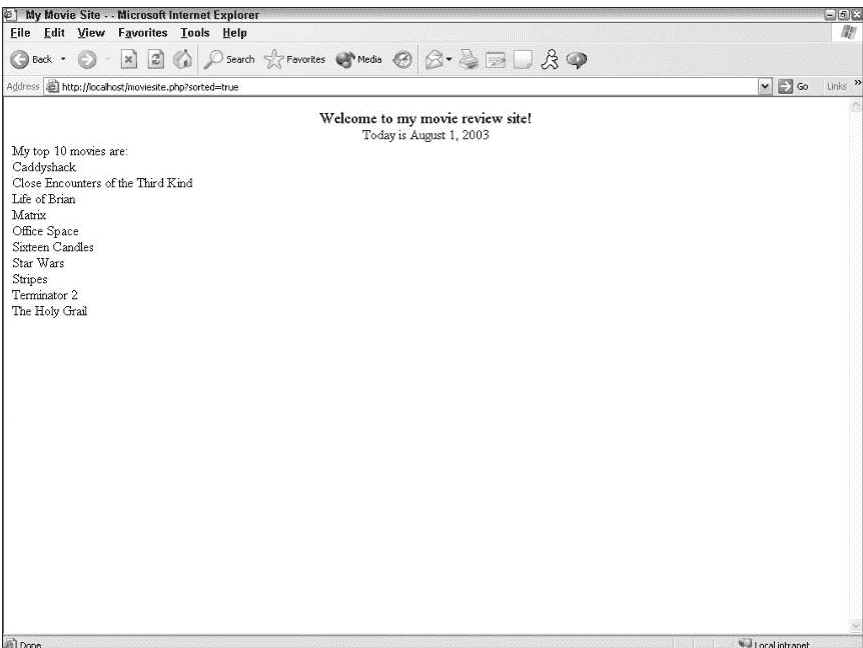 My Movie Site - - Microsoft Internet Explorer
File Edit View Favorites Tools Help
Back Search Favorites Media
Address http://localhost/moviesite.php?sorted=true Go Links »
Welcome to my movie review site!
Today is August 1, 2003
My top 10 movies are:
Caddyshack
Close Encounters of the Third Kind
Life of Brian
Matrix
Office Space
Sixteen Candles
Star Wars
Stripes
Terminator 2
The Holy Grail
Done Local intranet